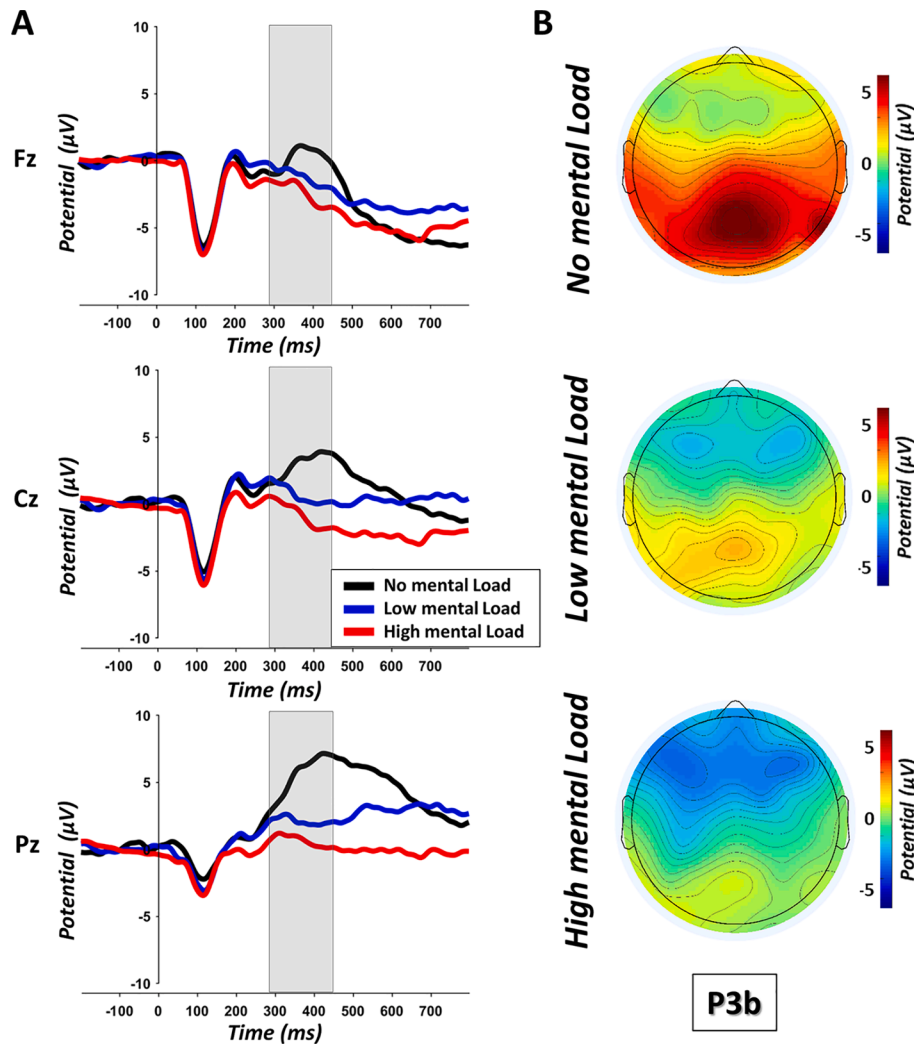 A
B
10
5
0
-5
-10
Fz
Potential (µV)
-100 0 100 200 300 400 500 600 700
Time (ms)
10
5
0
-5
-10
Cz
Potential (µV)
No mental Load
Low mental Load
High mental Load
-100 0 100 200 300 400 500 600 700
Time (ms)
10
5
0
-5
-10
Pz
Potential (µV)
-100 0 100 200 300 400 500 600 700
Time (ms)
No mental Load
5
0
-5
Potential (µV)
Low mental Load
5
0
-5
Potential (µV)
High mental Load
5
0
-5
Potential (µV)
P3b